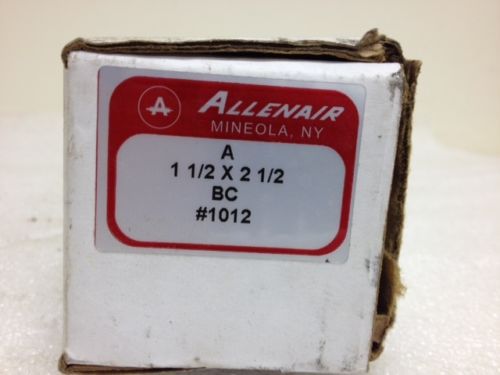 A ALLENAIR
MINEOLA, NY
A
1 1/2 X 2 1/2
BC
#1012